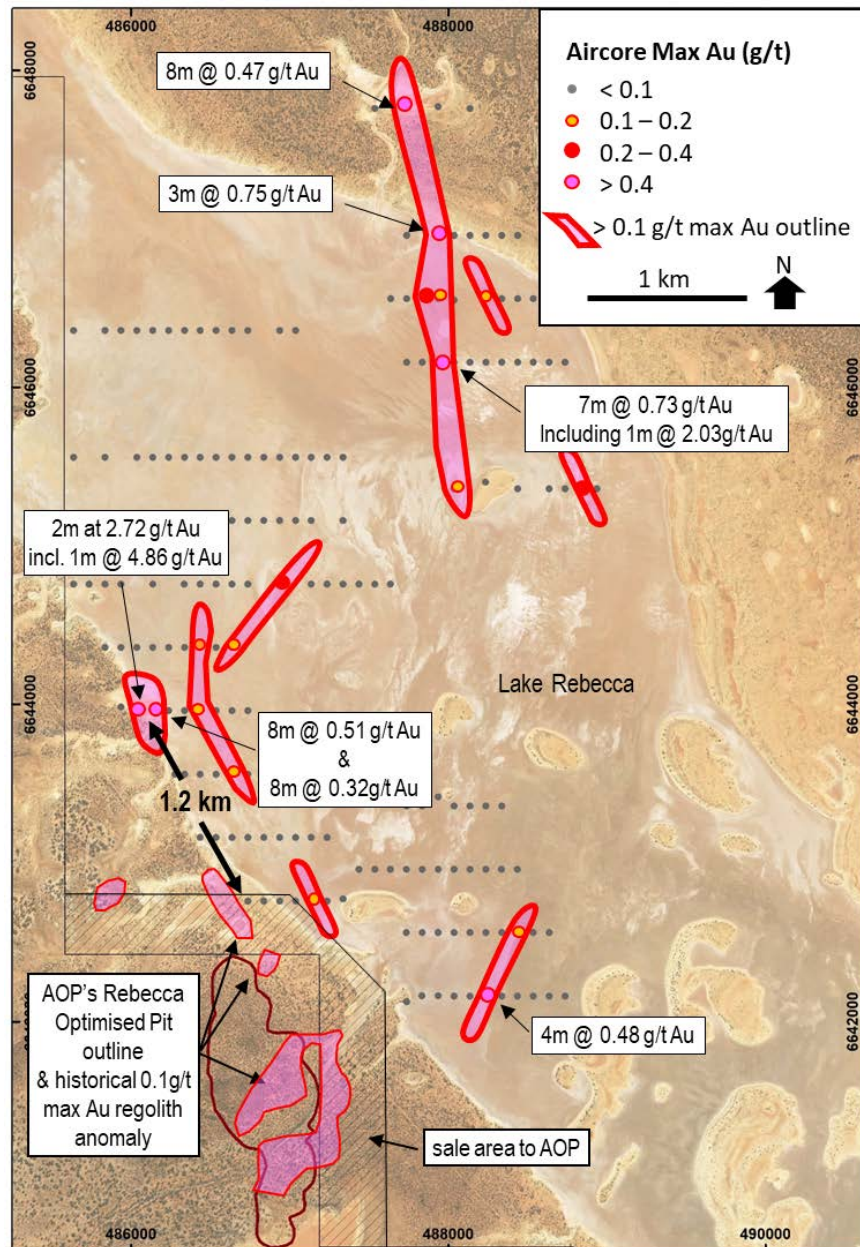 486000
488000
6648000
8m @ 0.47 g/t Au
Aircore Max Au (g/t)
< 0.1
0.1 – 0.2
0.2 – 0.4
> 0.4
> 0.1 g/t max Au outline
1 km
N
3m @ 0.75 g/t Au
6646000
6646000
7m @ 0.73 g/t Au
Including 1m @ 2.03g/t Au
2m at 2.72 g/t Au
incl. 1m @ 4.86 g/t Au
Lake Rebecca
6644000
6644000
8m @ 0.51 g/t Au
&
8m @ 0.32g/t Au
1.2 km
AOP's Rebecca
Optimised Pit
outline
& historical 0.1g/t
max Au regolith
anomaly
6642000
4m @ 0.48 g/t Au
sale area to AOP
486000
488000
490000